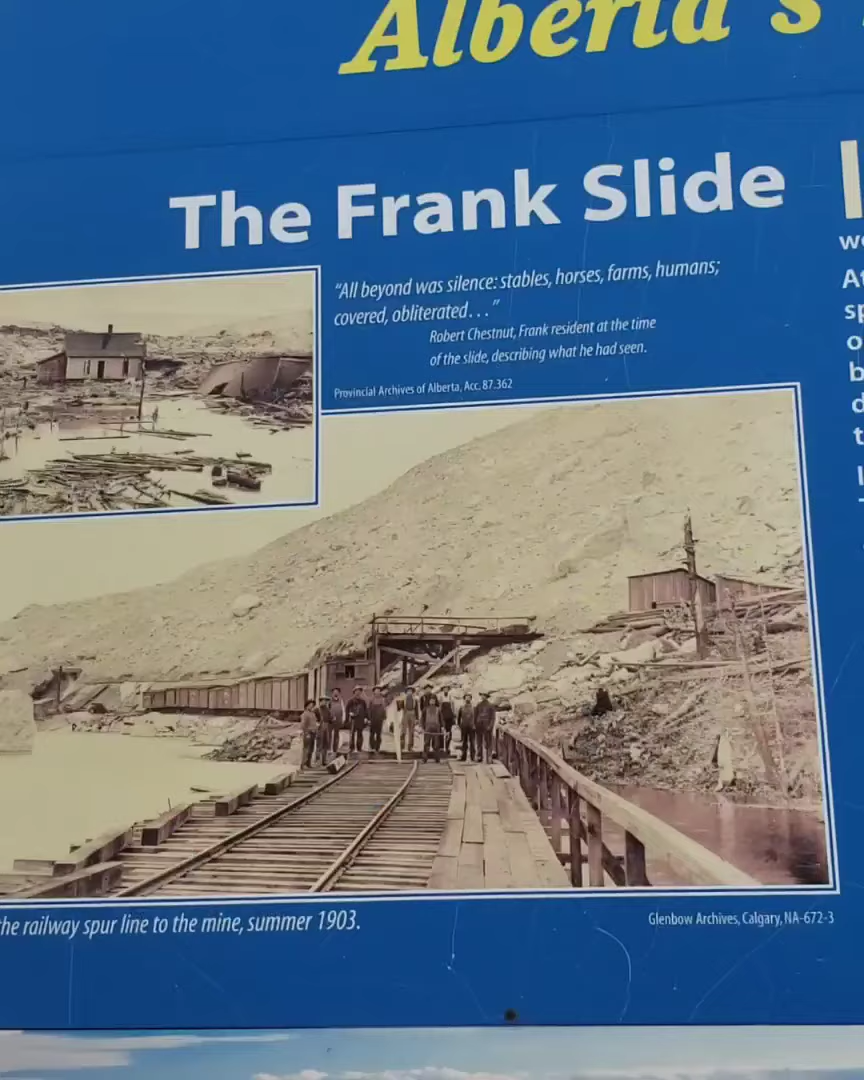 Alberta's
The Frank Slide
"All beyond was silence: stables, horses, farms, humans;
covered, obliterated..."
Robert Chestnut, Frank resident at the time
of the slide, describing what he had seen.
Provincial Archives of Alberta, Acc. 87.362
the railway spur line to the mine, summer 1903.
Glenbow Archives, Calgary, NA-672-3